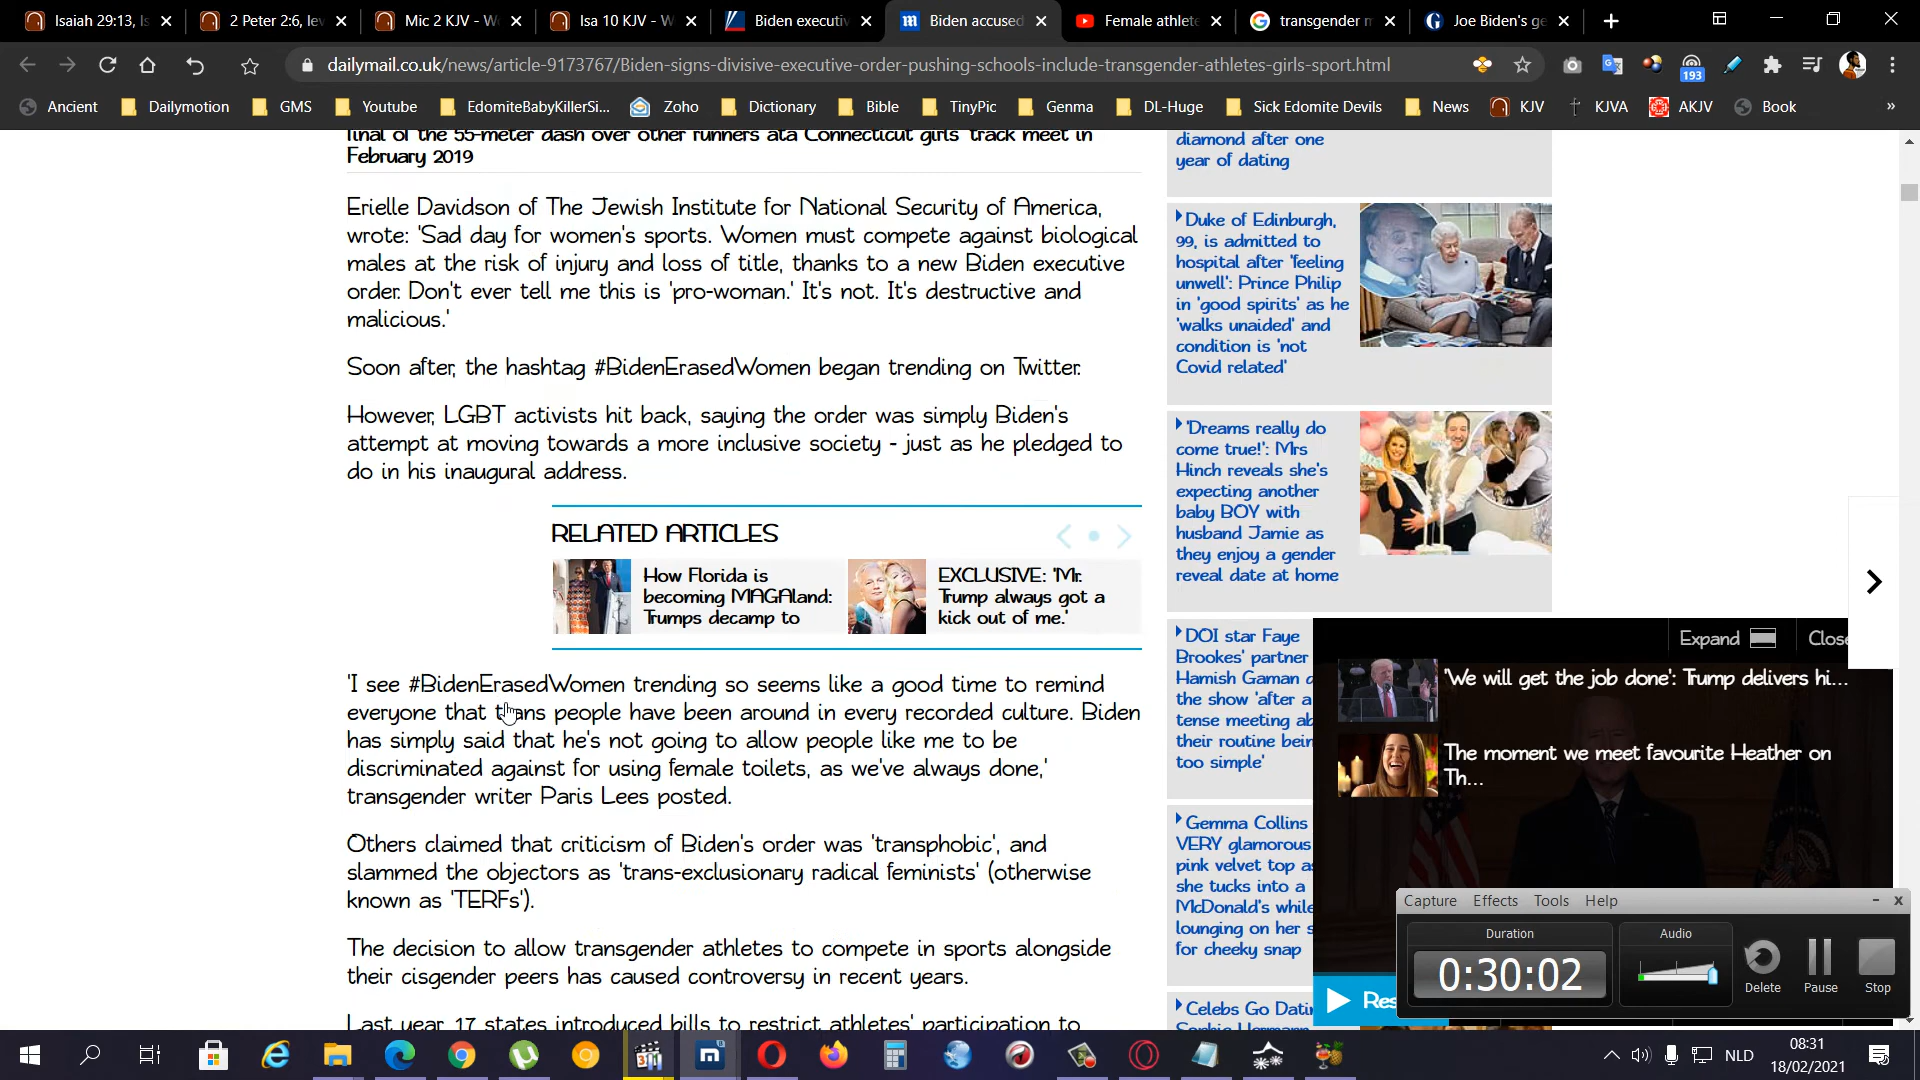 Isaiah 29:13, Is
2 Peter 2:6, Jev
Mic 2 KJV - W
Isa 10 KJV - W
Biden executiv
Biden accused
Female athlete
transgender m
Joe Biden's ge
dailymail.co.uk/news/article-9173767/Biden-signs-divisive-executive-order-pushing-schools-include-transgender-athletes-girls-sport.html
193
Ancient
Dailymotion
GMS
Youtube
EdomiteBabyKillerSi...
Zoho
Dictionary
Bible
TinyPic
Genma
DL-Huge
Sick Edomite Devils
News
KJV
KJVA
AKJV
Book
»
final of the 55-meter dash over other runners ata Connecticut girls' track meet in
February 2019
Erielle Davidson of The Jewish Institute for National Security of America,
wrote: 'Sad day for women's sports. Women must compete against biological
males at the risk of injury and loss of title, thanks to a new Biden executive
order. Don't ever tell me this is 'pro-woman.' It's not. It's destructive and
malicious.'
Soon after, the hashtag #BidenErasedWomen began trending on Twitter.
However, LGBT activists hit back, saying the order was simply Biden's
attempt at moving towards a more inclusive society - just as he pledged to
do in his inaugural address.
RELATED ARTICLES
How Florida is
becoming MAGAland:
Trumps decamp to
EXCLUSIVE: 'Mr.
Trump always got a
kick out of me.'
'I see #BidenErasedWomen trending so seems like a good time to remind
everyone that trans people have been around in every recorded culture. Biden
has simply said that he's not going to allow people like me to be
discriminated against for using female toilets, as we've always done,'
transgender writer Paris Lees posted.
Others claimed that criticism of Biden's order was 'transphobic', and
slammed the objectors as 'trans-exclusionary radical feminists' (otherwise
known as 'TERFs').
The decision to allow transgender athletes to compete in sports alongside
their cisgender peers has caused controversy in recent years.
Last year 17 states introduced bills to restrict athletes' participation to
diamond after one
year of dating
Duke of Edinburgh,
99, is admitted to
hospital after 'feeling
unwell': Prince Philip
in 'good spirits' as he
'walks unaided' and
condition is 'not
Covid related'
'Dreams really do
come true!': Mrs
Hinch reveals she's
expecting another
baby BOY with
husband Jamie as
they enjoy a gender
reveal date at home
DOI star Faye
Brookes' partner
Hamish Gaman
the show 'after a
tense meeting
their routine
too simple'
Gemma Collins
VERY glamorous
pink velvet top as
she tucks into a
McDonald's while
lounging on her s
for cheeky snap
Celebs Go Datin
Expand
Close
'We will get the job done': Trump delivers hi...
The moment we meet favourite Heather on
Th...
Res
Capture
Effects
Tools
Help
Duration
0:30:02
Audio
Delete
Pause
Stop
NLD
08:31
18/02/2021